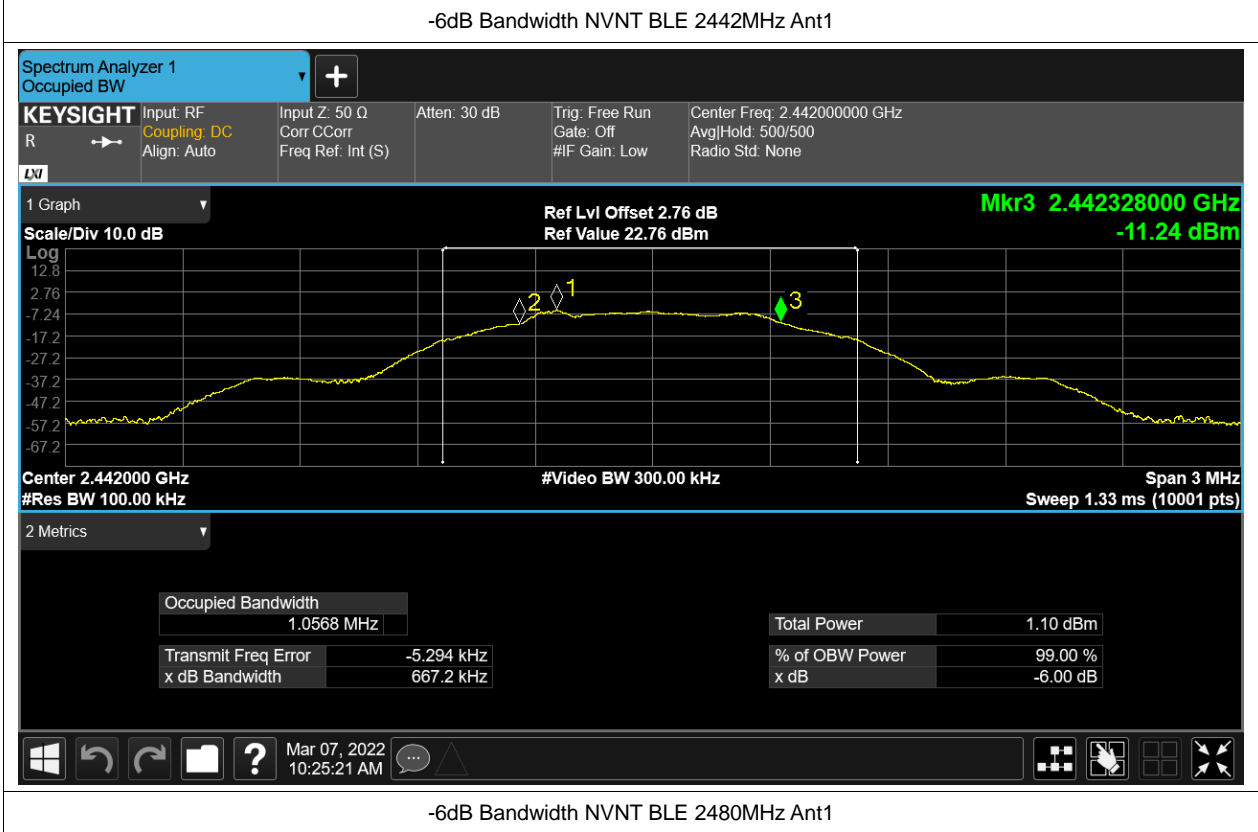 -6dB Bandwidth NVNT BLE 2442MHz Ant1
Spectrum Analyzer 1
Occupied BW
KEYSIGHT
R
LXI
Input: RF
Coupling: DC
Align: Auto
Input Z: 50 Ω
Corr CCorr
Freq Ref: Int (S)
Atten: 30 dB
Trig: Free Run
Gate: Off
#IF Gain: Low
Center Freq: 2.442000000 GHz
Avg|Hold: 500/500
Radio Std: None
1 Graph
Scale/Div 10.0 dB
Ref Lvl Offset 2.76 dB
Ref Value 22.76 dBm
Mkr3 2.442328000 GHz
-11.24 dBm
Log
12.8
2.76
-7.24
-17.2
-27.2
-37.2
-47.2
-57.2
-67.2
2
1
3
Center 2.442000 GHz
#Video BW 300.00 kHz
Span 3 MHz
#Res BW 100.00 kHz
Sweep 1.33 ms (10001 pts)
2 Metrics
Occupied Bandwidth
1.0568 MHz
Transmit Freq Error -5.294 kHz
x dB Bandwidth 667.2 kHz
Total Power 1.10 dBm
% of OBW Power 99.00 %
x dB -6.00 dB
?
Mar 07, 2022
10:25:21 AM
-6dB Bandwidth NVNT BLE 2480MHz Ant1